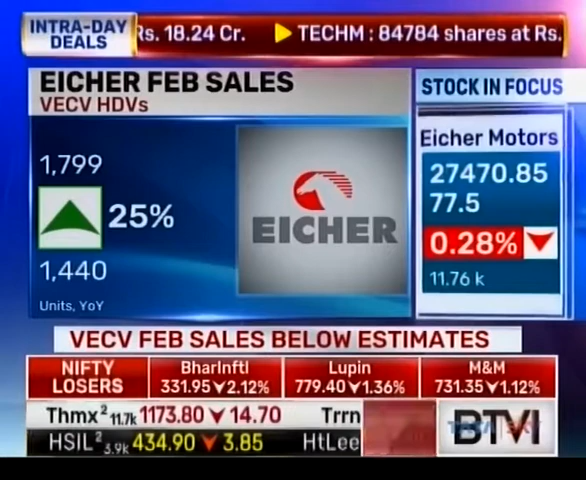 INTRA-DAY DEALS
Rs. 18.24 Cr. TECHM : 84784 shares at Rs.
EICHER FEB SALES
VECV HDVs
1,799
25%
1,440
Units, YoY
EICHER
STOCK IN FOCUS
Eicher Motors
27470.85
77.5
0.28%
11.76 k
VECV FEB SALES BELOW ESTIMATES
NIFTY LOSERS
BharInftl
331.95 2.12%
Lupin
779.40 1.36%
M&M
731.35 1.12%
Thmx² 11.7k 1173.80 14.70 Trrn
HSIL² 3.9k 434.90 3.85 HtLee
BTVI